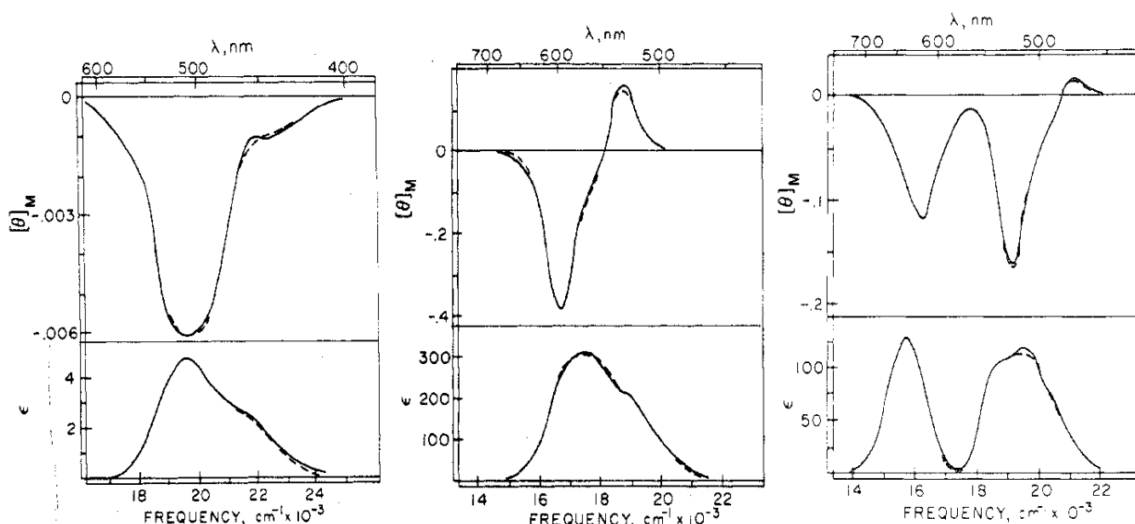 λ, nm
600 500 400
0
-.003
-.006
[θ]M
4
2
ϵ
18 20 22 24
FREQUENCY, cm⁻¹ × 10⁻³
λ, nm
700 600 500
0
-.2
-.4
[θ]M
300
200
100
ϵ
14 16 18 20 22
FREQUENCY, cm⁻¹ × 10⁻³
λ, nm
700 600 500
0
-.1
-.2
[θ]M
100
50
ϵ
14 16 18 20 22
FREQUENCY, cm⁻¹ × 0⁻³